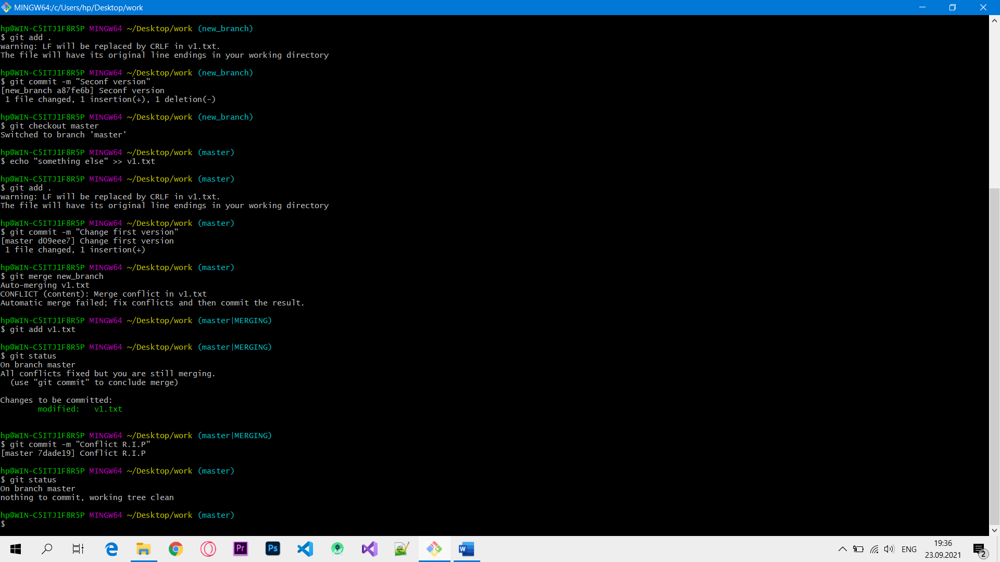 MINGW64:/c/Users/hp/Desktop/work
hp@WIN-C5ITJ1F8R5P MINGW64 ~/Desktop/work (new_branch)
$ git add .
warning: LF will be replaced by CRLF in v1.txt.
The file will have its original line endings in your working directory
hp@WIN-C5ITJ1F8R5P MINGW64 ~/Desktop/work (new_branch)
$ git commit -m "Seconf version"
[new_branch a87fe6b] Seconf version
 1 file changed, 1 insertion(+), 1 deletion(-)
hp@WIN-C5ITJ1F8R5P MINGW64 ~/Desktop/work (new_branch)
$ git checkout master
Switched to branch 'master'
hp@WIN-C5ITJ1F8R5P MINGW64 ~/Desktop/work (master)
$ echo "something else" >> v1.txt
hp@WIN-C5ITJ1F8R5P MINGW64 ~/Desktop/work (master)
$ git add .
warning: LF will be replaced by CRLF in v1.txt.
The file will have its original line endings in your working directory
hp@WIN-C5ITJ1F8R5P MINGW64 ~/Desktop/work (master)
$ git commit -m "Change first version"
[master d09eee7] Change first version
 1 file changed, 1 insertion(+)
hp@WIN-C5ITJ1F8R5P MINGW64 ~/Desktop/work (master)
$ git merge new_branch
Auto-merging v1.txt
CONFLICT (content): Merge conflict in v1.txt
Automatic merge failed; fix conflicts and then commit the result.
hp@WIN-C5ITJ1F8R5P MINGW64 ~/Desktop/work (master|MERGING)
$ git add v1.txt
hp@WIN-C5ITJ1F8R5P MINGW64 ~/Desktop/work (master|MERGING)
$ git status
On branch master
All conflicts fixed but you are still merging.
  (use "git commit" to conclude merge)
Changes to be committed:
        modified:   v1.txt
hp@WIN-C5ITJ1F8R5P MINGW64 ~/Desktop/work (master|MERGING)
$ git commit -m "Conflict R.I.P"
[master 7dade19] Conflict R.I.P
hp@WIN-C5ITJ1F8R5P MINGW64 ~/Desktop/work (master)
$ git status
On branch master
nothing to commit, working tree clean
hp@WIN-C5ITJ1F8R5P MINGW64 ~/Desktop/work (master)
$
Pr
Ps
W
ENG
19:36
23.09.2021
2